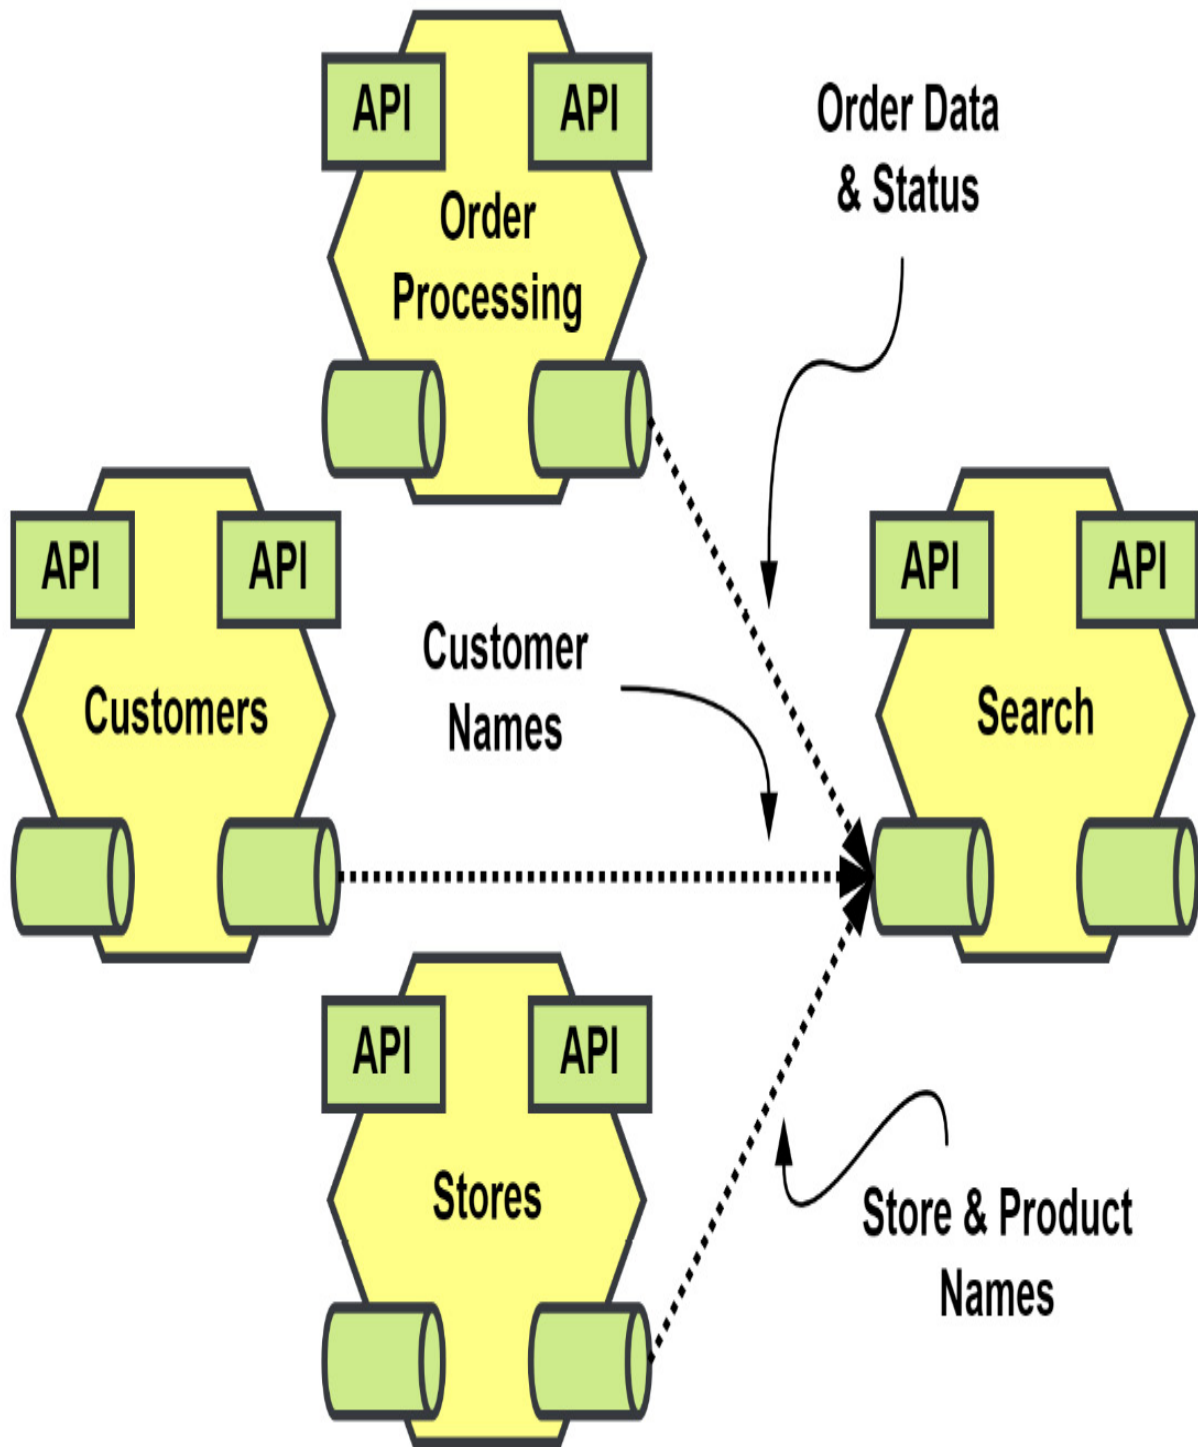 API API
Order Data
& Status
Order
Processing
API API
API API
Customer
Names
Customers
Search
API API
Stores
Store & Product
Names